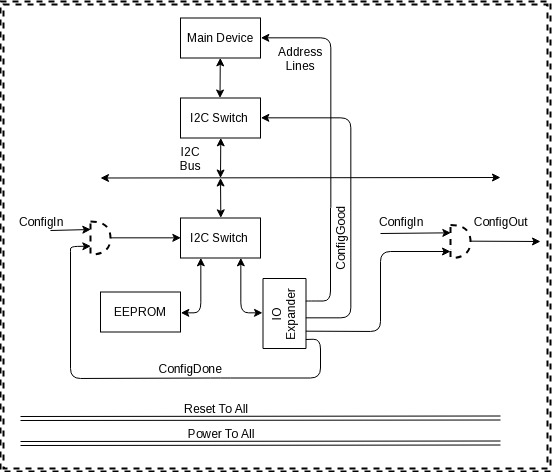 Main Device
Address
Lines
I2C Switch
I2C
Bus
ConfigIn
I2C Switch
ConfigGood
ConfigIn
ConfigOut
EEPROM
IO
Expander
ConfigDone
Reset To All
Power To All